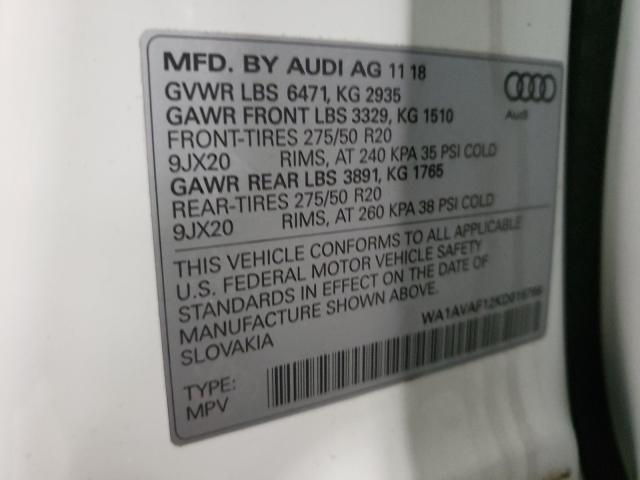 MFD. BY AUDI AG 11 18
GVWR LBS 6471, KG 2935
GAWR FRONT LBS 3329, KG 1510
FRONT-TIRES 275/50 R20
9JX20 RIMS, AT 240 KPA 35 PSI COLD
GAWR REAR LBS 3891, KG 1765
REAR-TIRES 275/50 R20
9JX20 RIMS, AT 260 KPA 38 PSI COLD
Audi
THIS VEHICLE CONFORMS TO ALL APPLICABLE
U.S. FEDERAL MOTOR VEHICLE SAFETY
STANDARDS IN EFFECT ON THE DATE OF
MANUFACTURE SHOWN ABOVE.
SLOVAKIA
TYPE:
MPV